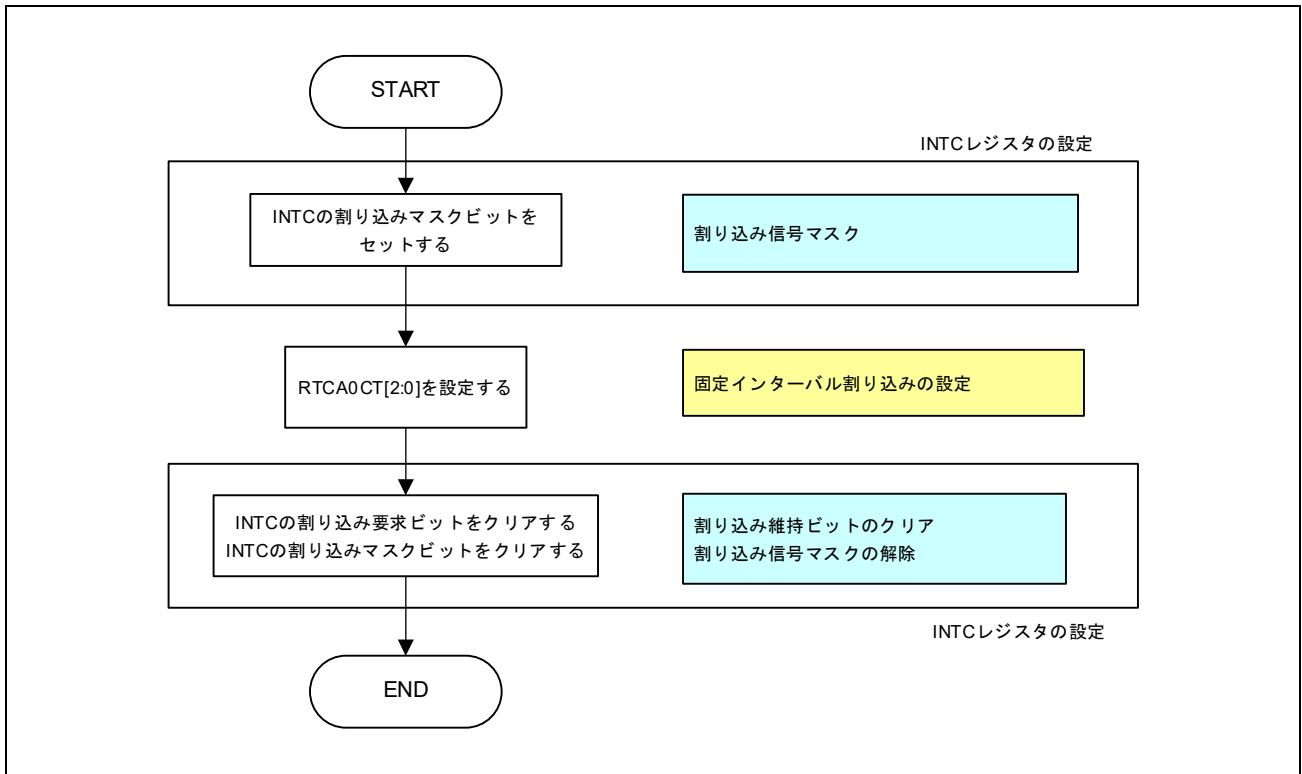 START
INTCレジスタの設定
INTCの割り込みマスクビットを
セットする
割り込み信号マスク
RTCA0CT[2:0]を設定する
固定インターバル割り込みの設定
INTCの割り込み要求ビットをクリアする
INTCの割り込みマスクビットをクリアする
割り込み維持ビットのクリア
割り込み信号マスクの解除
INTCレジスタの設定
END